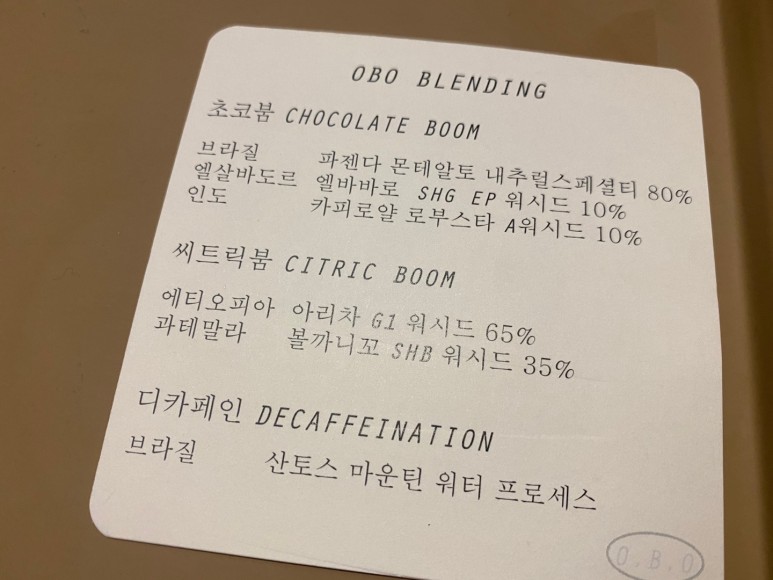 OBO BLENDING
초코붐 CHOCOLATE BOOM
브라질 파젠다 몬테알토 내추럴스페셜티 80%
엘살바도르 엘바바로 SHG EP 워시드 10%
인도 카피로얄 로부스타 A워시드 10%
씨트릭붐 CITRIC BOOM
에티오피아 아리차 G1 워시드 65%
과테말라 볼까니꼬 SHB 워시드 35%
디카페인 DECAFFEINATION
브라질 산토스 마운틴 워터 프로세스
O.B.O